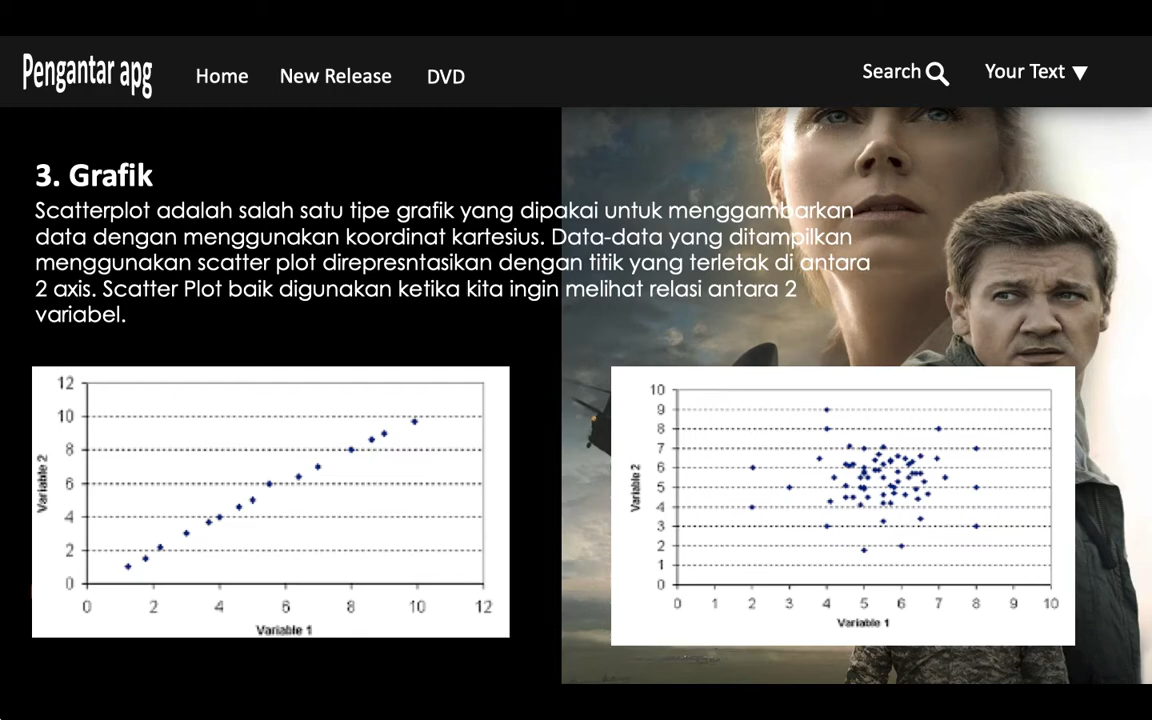 Pengantar apg
Home
New Release
DVD
Search
Your Text ▼
3. Grafik
Scatterplot adalah salah satu tipe grafik yang dipakai untuk menggambarkan
data dengan menggunakan koordinat kartesius. Data-data yang ditampilkan
menggunakan scatter plot direpresntasikan dengan titik yang terletak di antara
2 axis. Scatter Plot baik digunakan ketika kita ingin melihat relasi antara 2
variabel.
12
10
8
6
4
2
0
Variable 2
0 2 4 6 8 10 12
Variable 1
10
9
8
7
6
5
4
3
2
1
0
Variable 2
0 1 2 3 4 5 6 7 8 9 10
Variable 1